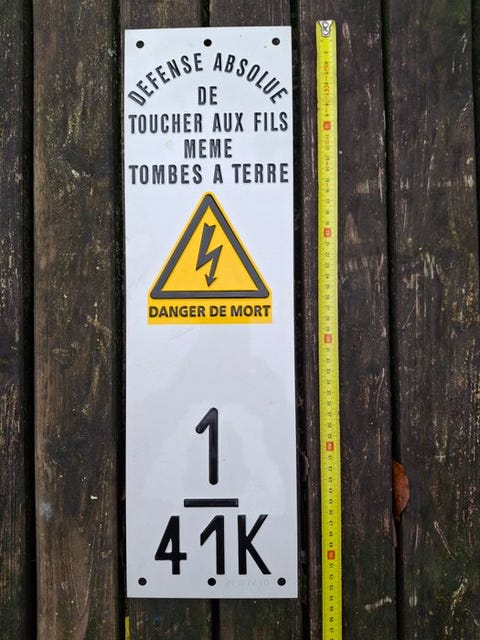 DEFENSE ABSOLUE
DE
TOUCHER AUX FILS
MEME
TOMBES A TERRE
DANGER DE MORT
1
41K